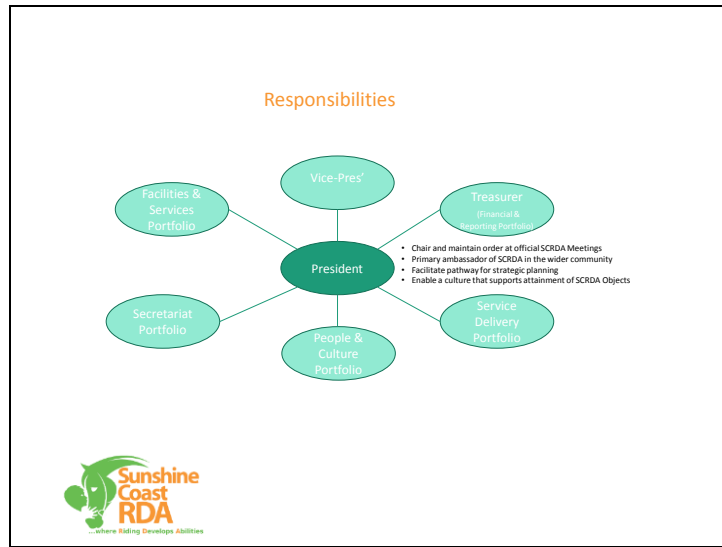 Responsibilities
Vice-Pres'
Facilities &
Services
Portfolio
Treasurer
(Financial &
Reporting Portfolio)
President
• Chair and maintain order at official SCRDA Meetings
• Primary ambassador of SCRDA in the wider community
• Facilitate pathway for strategic planning
• Enable a culture that supports attainment of SCRDA Objects
Secretariat
Portfolio
People &
Culture
Portfolio
Service
Delivery
Portfolio
Sunshine
Coast
RDA
...where Riding Develops Abilities